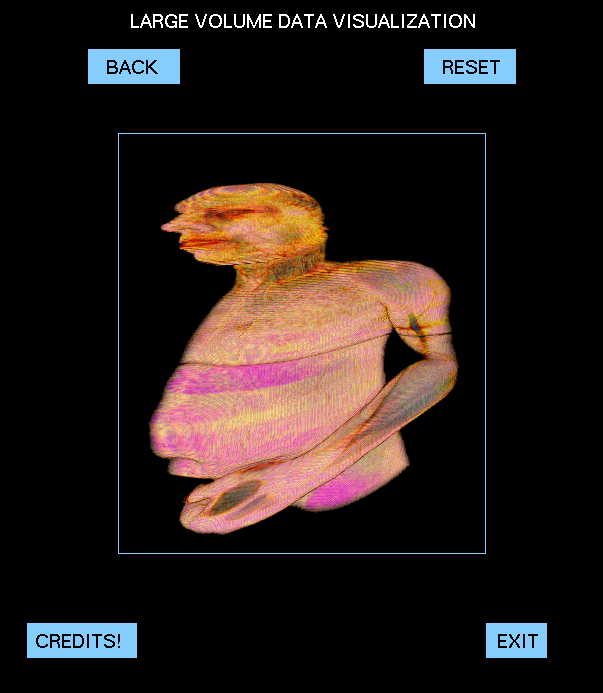 LARGE VOLUME DATA VISUALIZATION
BACK
RESET
CREDITS!
EXIT